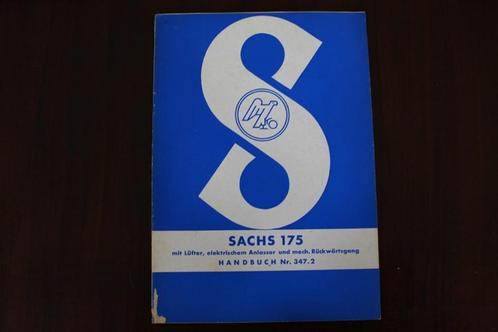 S
SACHS 175
mit Lüfter, elektrischem Anlasser und mech. Rückwärtsgang
HANDBUCH Nr. 347.2